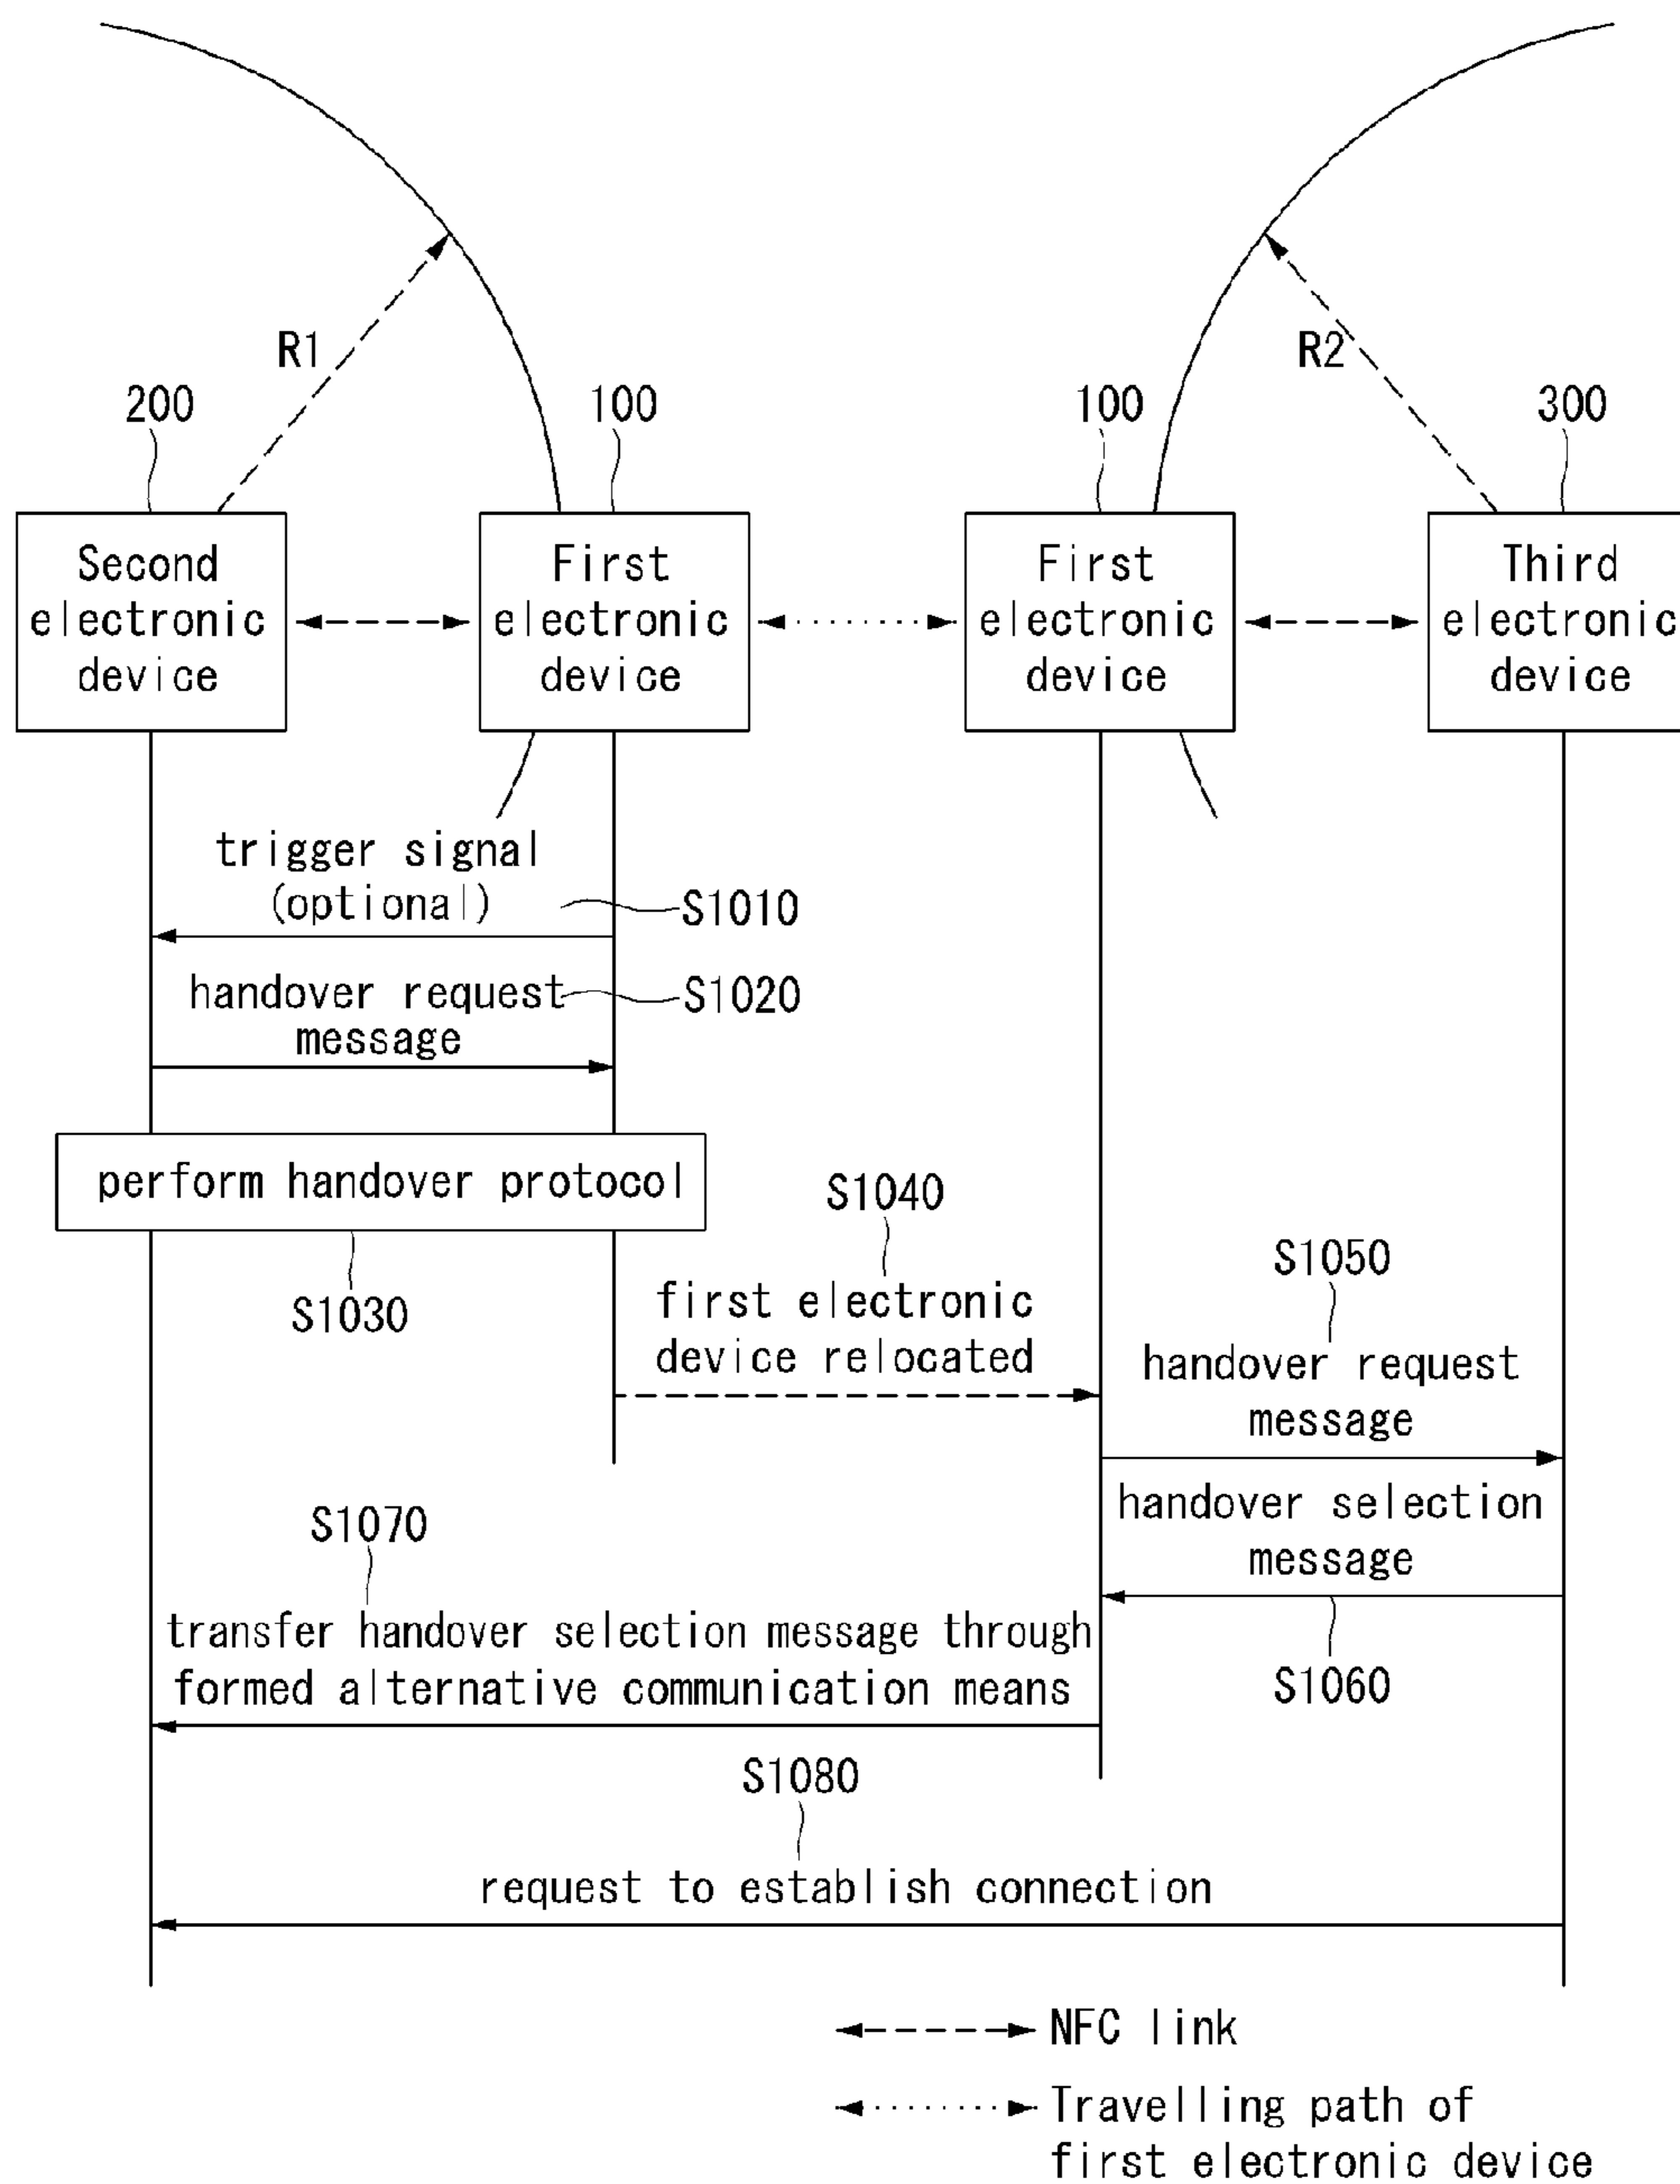 R1
R2
200
100
100
300
Second
electronic
device
First
electronic
device
First
electronic
device
Third
electronic
device
trigger signal
(optional)
S1010
handover request
message
S1020
perform handover protocol
S1030
S1040
first electronic
device relocated
S1050
handover request
message
handover selection
message
S1060
S1070
transfer handover selection message through
formed alternative communication means
S1080
request to establish connection
NFC link
Travelling path of
first electronic device